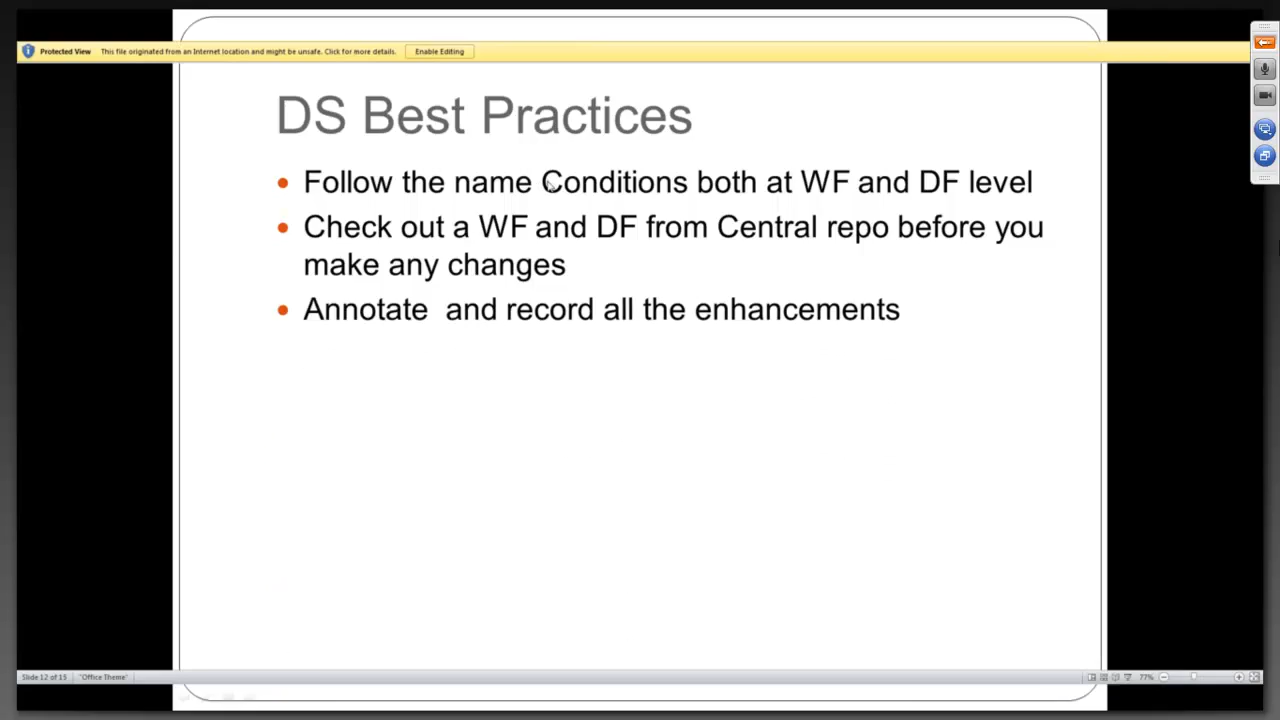 Protected View This file originated from an Internet location and might be unsafe. Click for more details. Enable Editing
DS Best Practices
Follow the name Conditions both at WF and DF level
Check out a WF and DF from Central repo before you
make any changes
Annotate and record all the enhancements
Slide 12 of 15 "Office Theme" 77%